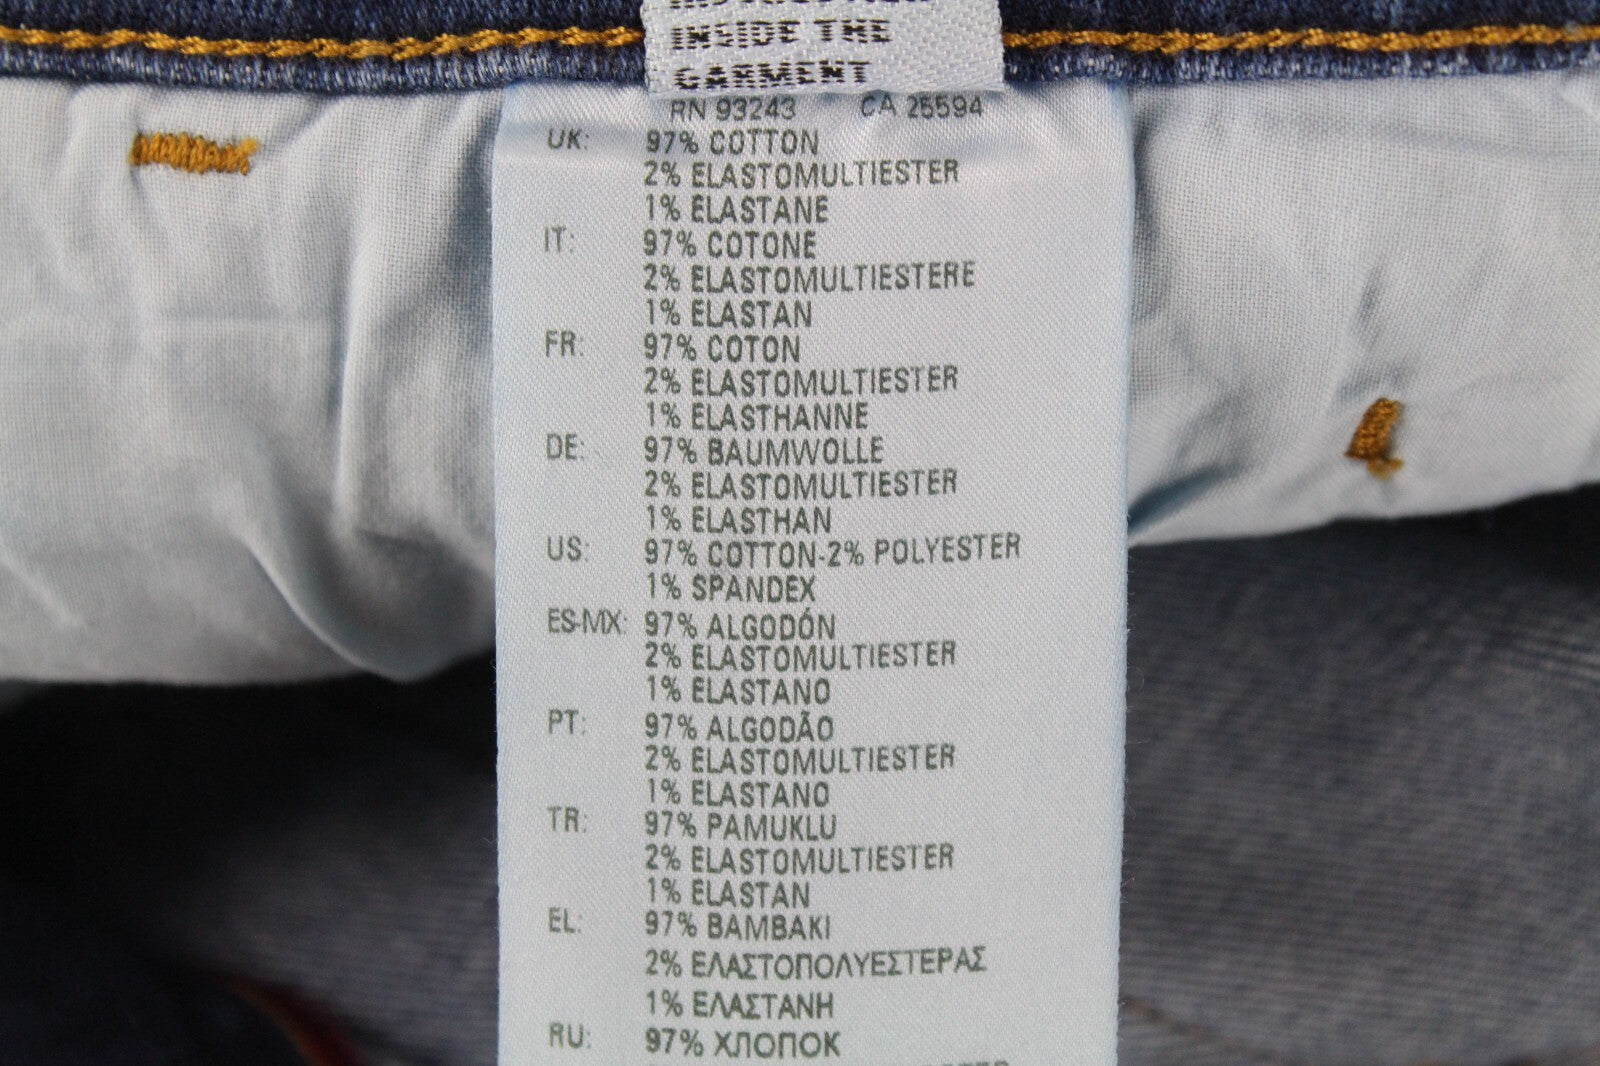 INSIDE THE
GARMENT
RN 93243 CA 25594
UK: 97% COTTON
2% ELASTOMULTIESTER
1% ELASTANE
IT: 97% COTONE
2% ELASTOMULTIESTERE
1% ELASTAN
FR: 97% COTON
2% ELASTOMULTIESTER
1% ELASTHANNE
DE: 97% BAUMWOLLE
2% ELASTOMULTIESTER
1% ELASTHAN
US: 97% COTTON-2% POLYESTER
1% SPANDEX
ES-MX: 97% ALGODÓN
2% ELASTOMULTIESTER
1% ELASTANO
PT: 97% ALGODÃO
2% ELASTOMULTIESTER
1% ELASTANO
TR: 97% PAMUKLU
2% ELASTOMULTIESTER
1% ELASTAN
EL: 97% ΒΑΜΒΑΚΙ
2% ΕΛΑΣΤΟΠΟΛΥΕΣΤΕΡΑΣ
1% ΕΛΑΣΤΑΝΗ
RU: 97% ХЛОПОК